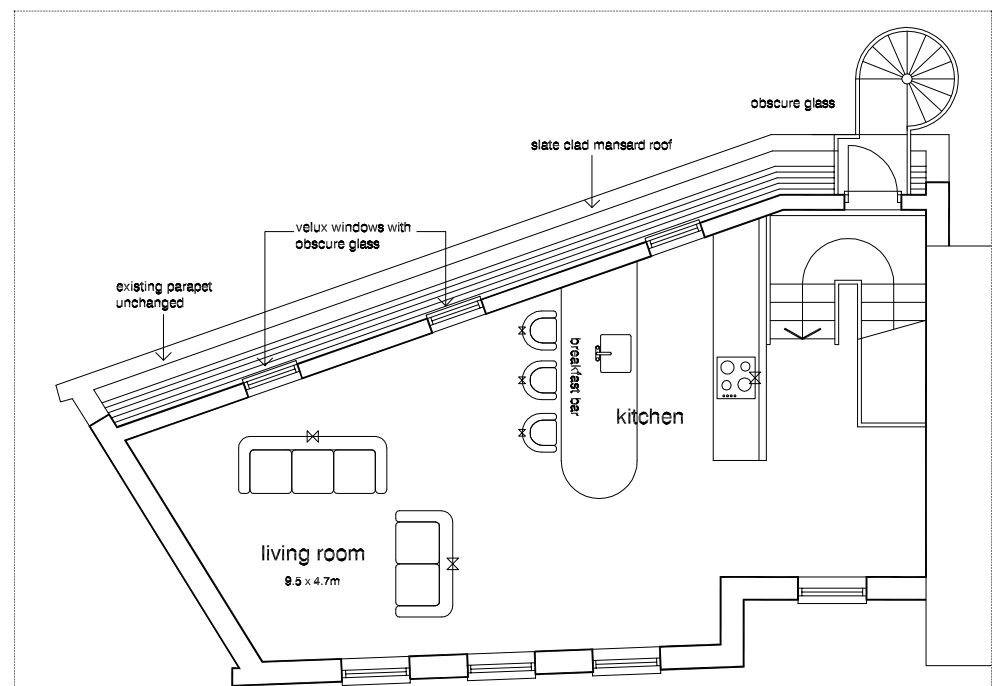 obscure glass
slate clad mansard roof
velux windows with
obscure glass
existing parapet
unchanged
breakfast bar
kitchen
living room
9.5 x 4.7m